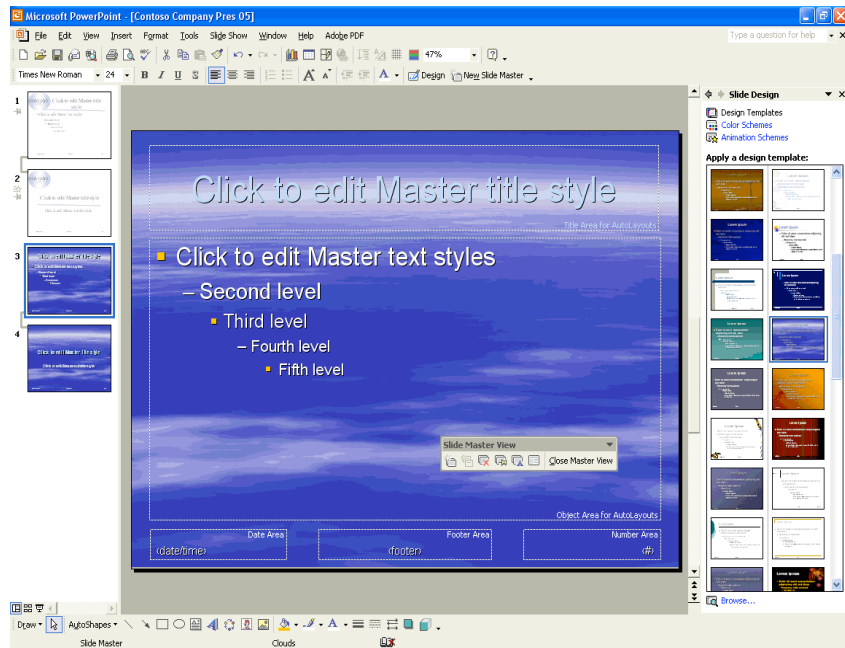 Microsoft PowerPoint - [Contoso Company Pres 05]
File Edit View Insert Format Tools Slide Show Window Help Adobe PDF
Type a question for help
47%
Times New Roman 24 B I U S A A A Design New Slide Master
Slide Design
Design Templates
Color Schemes
Animation Schemes
Apply a design template:
1
2
3
4
Click to edit Master title style
Title Area for AutoLayouts
Click to edit Master text styles
– Second level
Third level
– Fourth level
Fifth level
Slide Master View
Close Master View
Object Area for AutoLayouts
Date Area
‹date/time›
Footer Area
‹footer›
Number Area
‹#›
Browse...
Draw AutoShapes A A
Slide Master Clouds